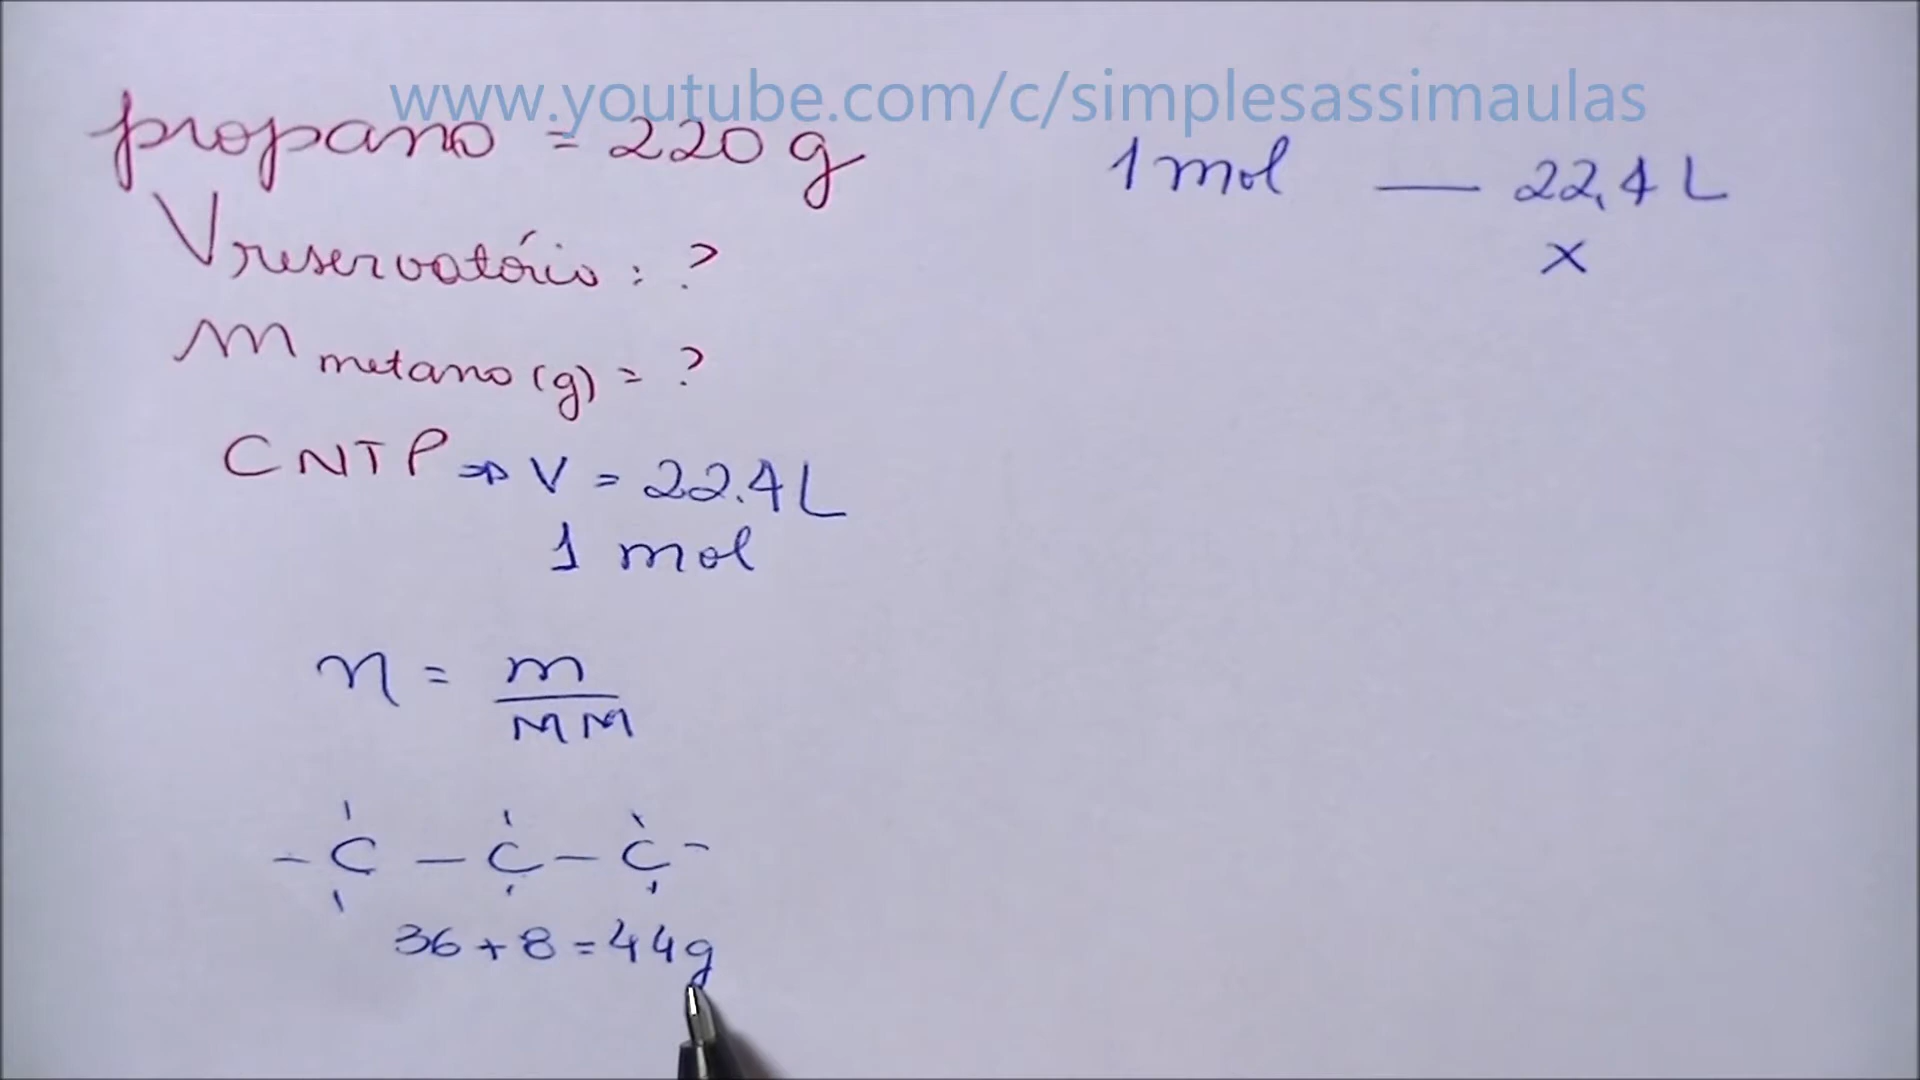 www.youtube.com/c/simplesassimaulas
propano = 220 g
V reservatório : ?
m metano (g) = ?
CNTP => V = 22.4 L
1 mol
n = m
MM
- C - C - C -
36 + 8 = 44g
1 mol — 22,4 L
x